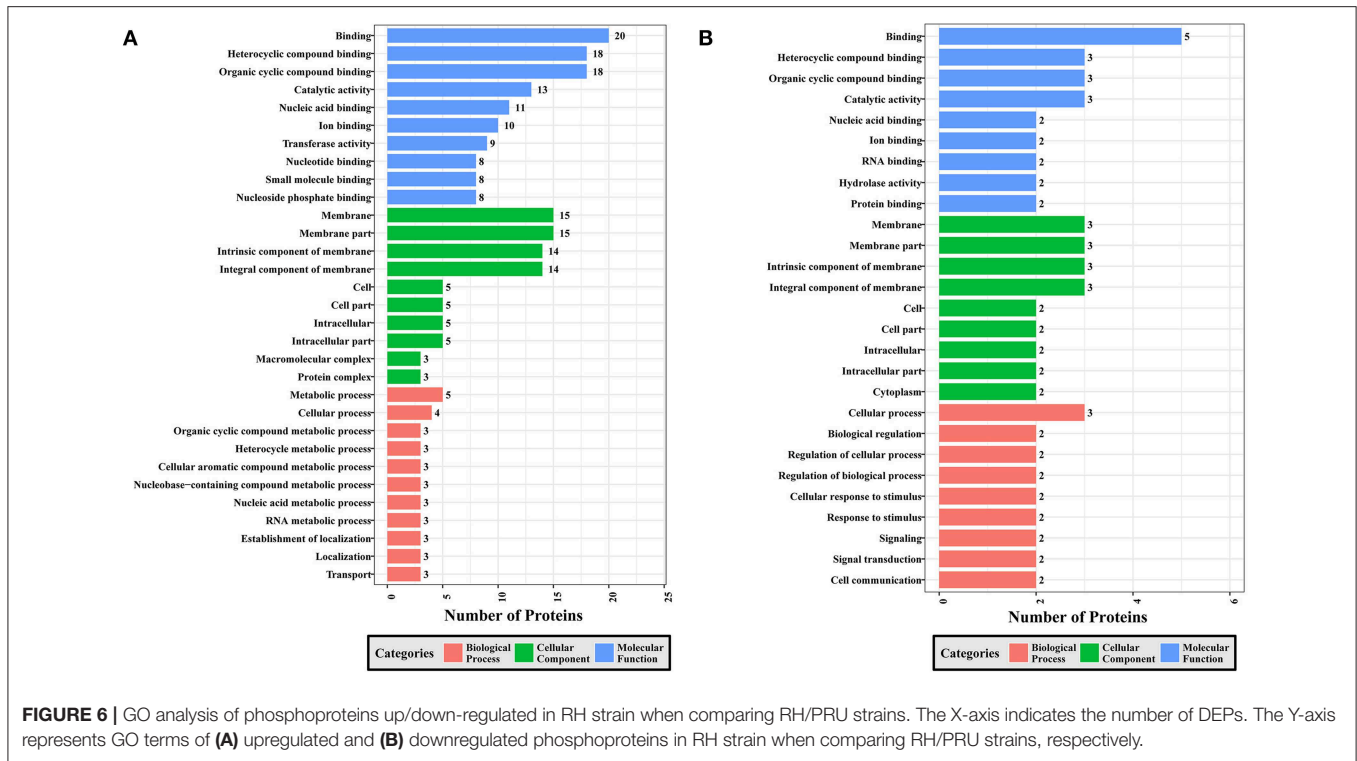 A
Binding 20
Heterocyclic compound binding 18
Organic cyclic compound binding 18
Catalytic activity 13
Nucleic acid binding 11
Ion binding 10
Transferase activity 9
Nucleotide binding 8
Small molecule binding 8
Nucleoside phosphate binding 8
Membrane 15
Membrane part 15
Intrinsic component of membrane 14
Integral component of membrane 14
Cell 5
Cell part 5
Intracellular 5
Intracellular part 5
Macromolecular complex 3
Protein complex 3
Metabolic process 5
Cellular process 4
Organic cyclic compound metabolic process 3
Heterocycle metabolic process 3
Cellular aromatic compound metabolic process 3
Nucleobase−containing compound metabolic process 3
Nucleic acid metabolic process 3
RNA metabolic process 3
Establishment of localization 3
Localization 3
Transport 3
0 5 10 15 20 25
Number of Proteins
Categories Biological Process Cellular Component Molecular Function
B
Binding 5
Heterocyclic compound binding 3
Organic cyclic compound binding 3
Catalytic activity 3
Nucleic acid binding 2
Ion binding 2
RNA binding 2
Hydrolase activity 2
Protein binding 2
Membrane 3
Membrane part 3
Intrinsic component of membrane 3
Integral component of membrane 3
Cell 2
Cell part 2
Intracellular 2
Intracellular part 2
Cytoplasm 2
Cellular process 3
Biological regulation 2
Regulation of cellular process 2
Regulation of biological process 2
Cellular response to stimulus 2
Response to stimulus 2
Signaling 2
Signal transduction 2
Cell communication 2
0 2 4 6
Number of Proteins
Categories Biological Process Cellular Component Molecular Function
FIGURE 6 | GO analysis of phosphoproteins up/down-regulated in RH strain when comparing RH/PRU strains. The X-axis indicates the number of DEPs. The Y-axis
represents GO terms of (A) upregulated and (B) downregulated phosphoproteins in RH strain when comparing RH/PRU strains, respectively.